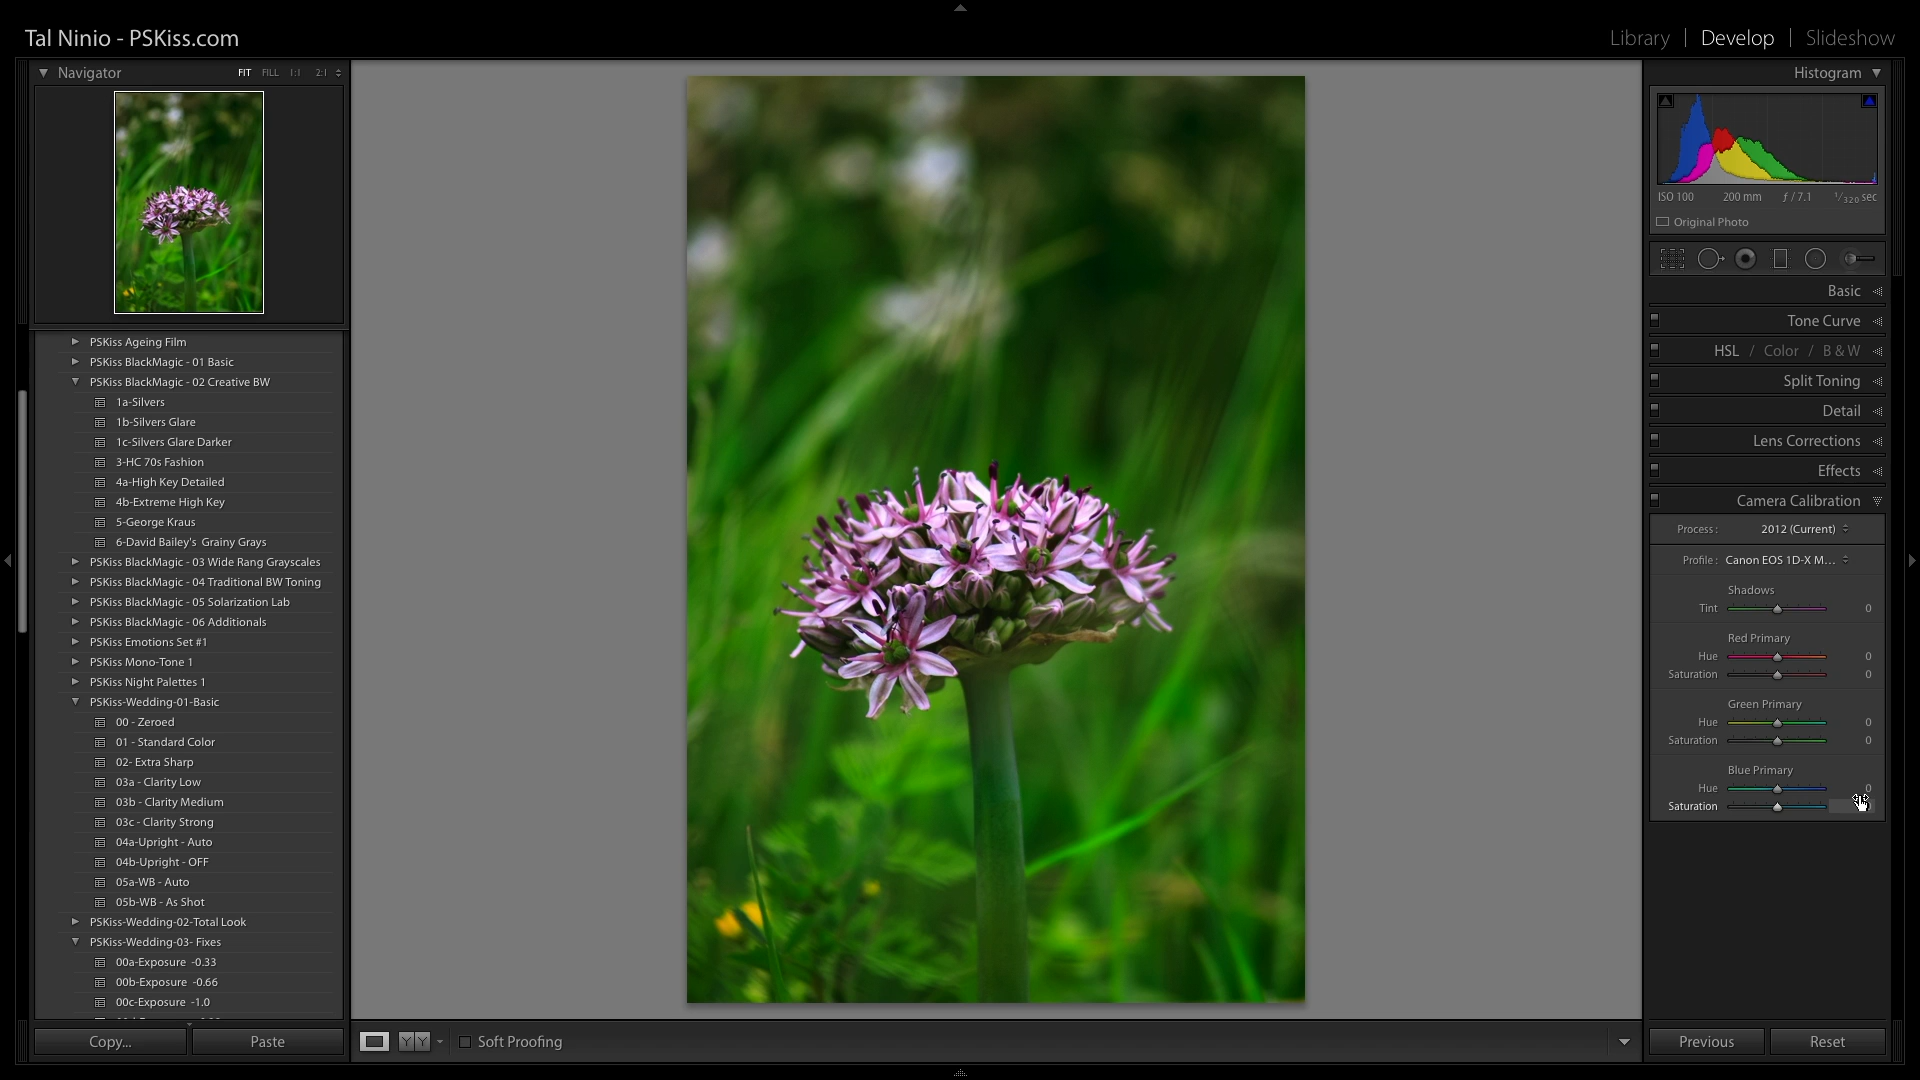 Tal Ninio - PSKiss.com
Library | Develop | Slideshow
Navigator FIT FILL 1:1 2:1
PSKiss Ageing Film
PSKiss BlackMagic - 01 Basic
PSKiss BlackMagic - 02 Creative BW
1a-Silvers
1b-Silvers Glare
1c-Silvers Glare Darker
3-HC 70s Fashion
4a-High Key Detailed
4b-Extreme High Key
5-George Kraus
6-David Bailey's Grainy Grays
PSKiss BlackMagic - 03 Wide Rang Grayscales
PSKiss BlackMagic - 04 Traditional BW Toning
PSKiss BlackMagic - 05 Solarization Lab
PSKiss BlackMagic - 06 Additionals
PSKiss Emotions Set #1
PSKiss Mono-Tone 1
PSKiss Night Palettes 1
PSKiss-Wedding-01-Basic
00 - Zeroed
01 - Standard Color
02- Extra Sharp
03a - Clarity Low
03b - Clarity Medium
03c - Clarity Strong
04a-Upright - Auto
04b-Upright - OFF
05a-WB - Auto
05b-WB - As Shot
PSKiss-Wedding-02-Total Look
PSKiss-Wedding-03- Fixes
00a-Exposure -0.33
00b-Exposure -0.66
00c-Exposure -1.0
Copy...
Paste
Y Y
Soft Proofing
Histogram
ISO 100 200 mm ƒ / 7.1 1/320 sec
Original Photo
Basic
Tone Curve
HSL / Color / B & W
Split Toning
Detail
Lens Corrections
Effects
Camera Calibration
Process : 2012 (Current)
Profile : Canon EOS 1D-X M...
Shadows
Tint 0
Red Primary
Hue 0
Saturation 0
Green Primary
Hue 0
Saturation 0
Blue Primary
Hue 0
Saturation
Previous
Reset